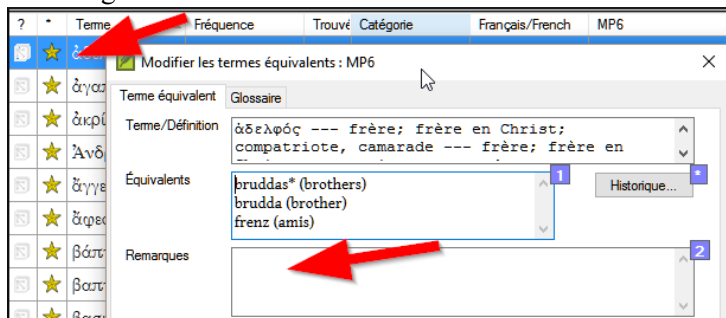 ? * Terme Fréquence Trouvé Catégorie Français/French MP6
Modifier les termes équivalents : MP6
Terme équivalent Glossaire
Terme/Définition
ἀδελφός --- frère; frère en Christ;
compatriote, camarade --- frère; frère en
Équivalents
bruddas* (brothers)
brudda (brother)
frenz (amis)
1
Historique...
*
Remarques
2
ἀγαπ
ἀκρί
Ἀνδ
ἄγγε
ἄφεσ
βάπτ
βαπτ